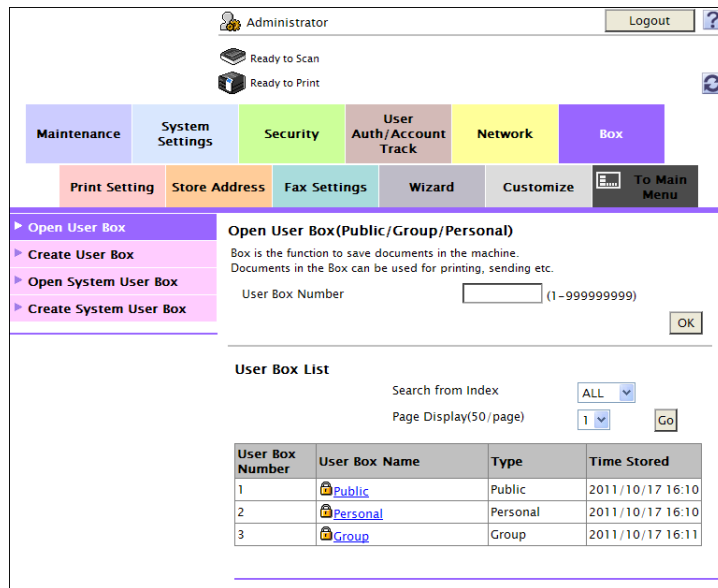 Administrator
Logout
?
Ready to Scan
Ready to Print
Maintenance
System
Settings
Security
User
Auth/Account
Track
Network
Box
Print Setting
Store Address
Fax Settings
Wizard
Customize
To Main
Menu
Open User Box
Create User Box
Open System User Box
Create System User Box
Open User Box(Public/Group/Personal)
Box is the function to save documents in the machine.
Documents in the Box can be used for printing, sending etc.
User Box Number (1-999999999)
OK
User Box List
Search from Index ALL
Page Display(50/page) 1 Go
User Box
Number User Box Name Type Time Stored
1 Public Public 2011/10/17 16:10
2 Personal Personal 2011/10/17 16:10
3 Group Group 2011/10/17 16:11